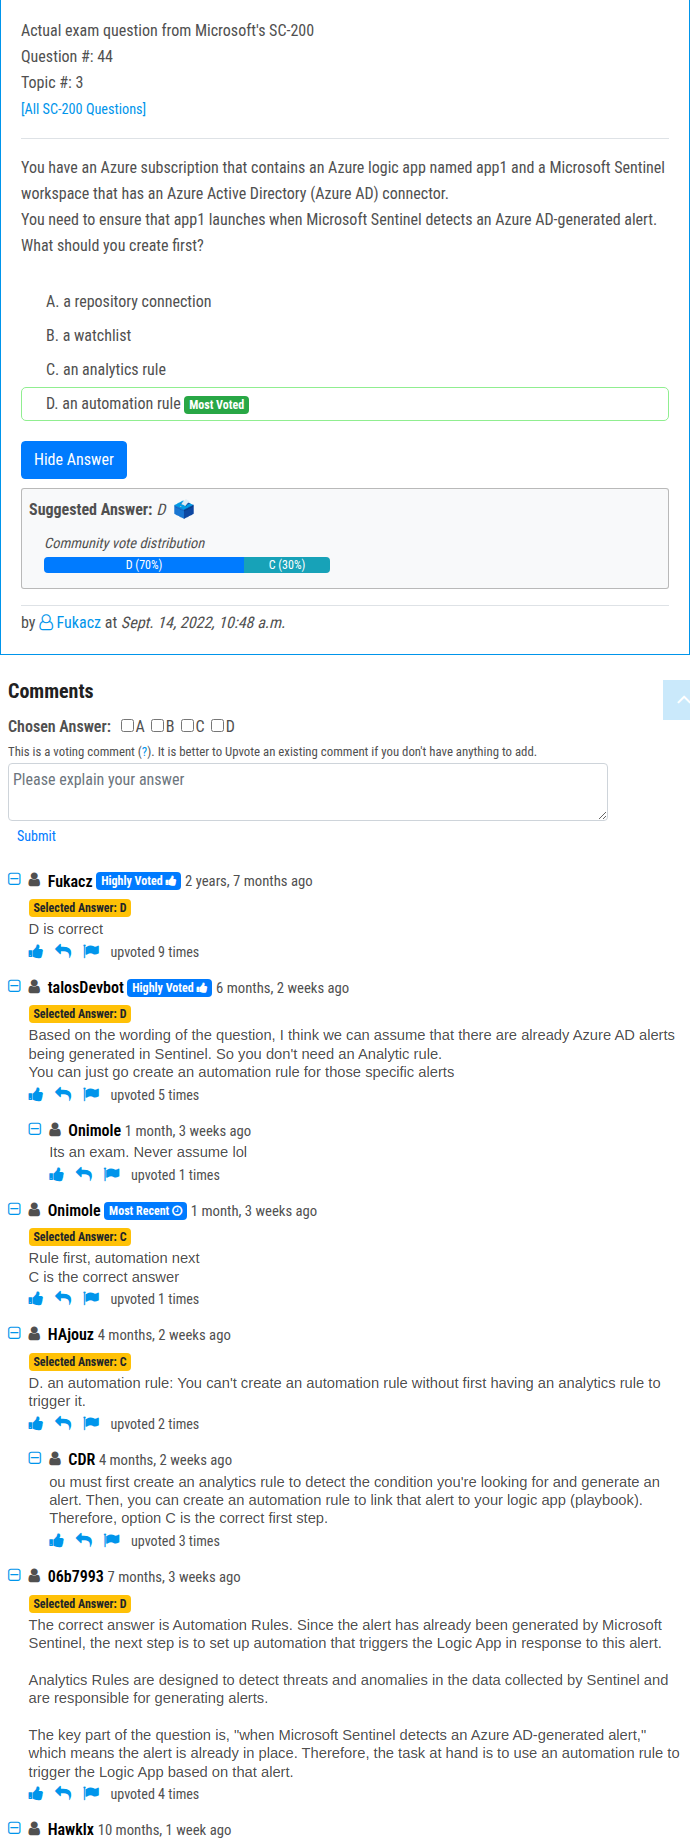 Actual exam question from Microsoft's SC-200
Question #: 44
Topic #: 3
[All SC-200 Questions]
You have an Azure subscription that contains an Azure logic app named app1 and a Microsoft Sentinel
workspace that has an Azure Active Directory (Azure AD) connector.
You need to ensure that app1 launches when Microsoft Sentinel detects an Azure AD-generated alert.
What should you create first?
A. a repository connection
B. a watchlist
C. an analytics rule
D. an automation rule Most Voted
Hide Answer
Suggested Answer: D
Community vote distribution
D (70%) C (30%)
by Fukacz at Sept. 14, 2022, 10:48 a.m.
Comments
Chosen Answer: A B C D
This is a voting comment (?). It is better to Upvote an existing comment if you don't have anything to add.
Please explain your answer
Submit
Fukacz Highly Voted 2 years, 7 months ago
Selected Answer: D
D is correct
upvoted 9 times
talosDevbot Highly Voted 6 months, 2 weeks ago
Selected Answer: D
Based on the wording of the question, I think we can assume that there are already Azure AD alerts
being generated in Sentinel. So you don't need an Analytic rule.
You can just go create an automation rule for those specific alerts
upvoted 5 times
Onimole 1 month, 3 weeks ago
Its an exam. Never assume lol
upvoted 1 times
Onimole Most Recent 1 month, 3 weeks ago
Selected Answer: C
Rule first, automation next
C is the correct answer
upvoted 1 times
HAjouz 4 months, 2 weeks ago
Selected Answer: C
D. an automation rule: You can't create an automation rule without first having an analytics rule to
trigger it.
upvoted 2 times
CDR 4 months, 2 weeks ago
ou must first create an analytics rule to detect the condition you're looking for and generate an
alert. Then, you can create an automation rule to link that alert to your logic app (playbook).
Therefore, option C is the correct first step.
upvoted 3 times
06b7993 7 months, 3 weeks ago
Selected Answer: D
The correct answer is Automation Rules. Since the alert has already been generated by Microsoft
Sentinel, the next step is to set up automation that triggers the Logic App in response to this alert.
Analytics Rules are designed to detect threats and anomalies in the data collected by Sentinel and
are responsible for generating alerts.
The key part of the question is, "when Microsoft Sentinel detects an Azure AD-generated alert,"
which means the alert is already in place. Therefore, the task at hand is to use an automation rule to
trigger the Logic App based on that alert.
upvoted 4 times
Hawklx 10 months, 1 week ago